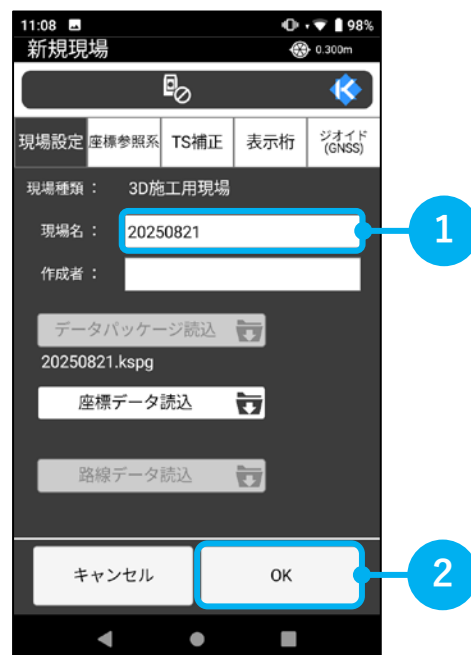 11:08 98%
新規現場 0.300m
現場設定 座標参照系 TS補正 表示桁 ジオイド
(GNSS)
現場種類 : 3D施工用現場
現場名 : 20250821 1
作成者 :
データパッケージ読込
20250821.kspg
座標データ読込
路線データ読込
キャンセル OK 2